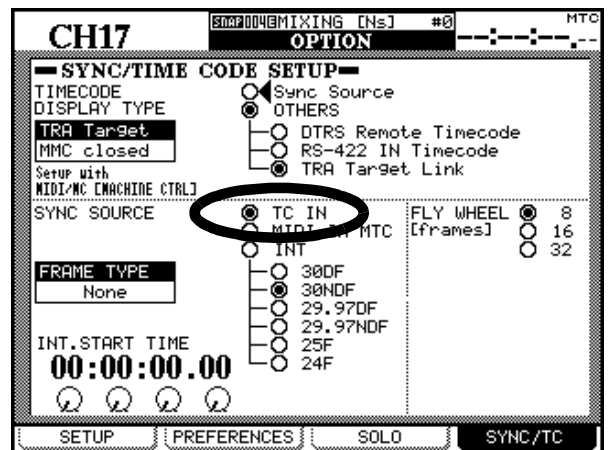 CH17
SNAP004BMIXING [Ns] #0
OPTION
MTC
--:--:--.--
SYNC/TIME CODE SETUP
TIMECODE
DISPLAY TYPE
Sync Source
OTHERS
TRA Target
MMC closed
DTRS Remote Timecode
RS-422 IN Timecode
TRA Target Link
Setup with
MIDI/MC [MACHINE CTRL]
SYNC SOURCE
TC IN
MIDI IN MTC
INT
FLY WHEEL
[frames]
8
16
32
FRAME TYPE
None
30DF
30NDF
29.97DF
29.97NDF
25F
24F
INT.START TIME
00:00:00.00
SETUP
PREFERENCES
SOLO
SYNC/TC